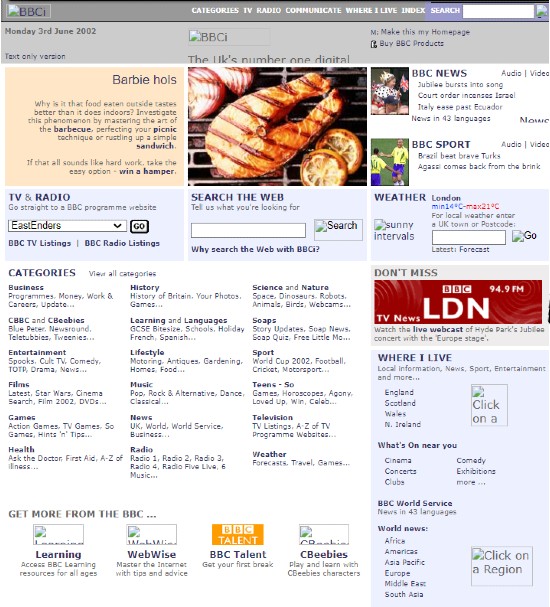 BBCi
CATEGORIES TV RADIO COMMUNICATE WHERE I LIVE INDEX SEARCH
Monday 3rd June 2002
Text only version
BBCi
The Uk's number one digital
Make this my Homepage
Buy BBC Products
Barbie hols
Why is it that food eaten outside tastes
better than it does indoors? Investigate
this phenomenon by mastering the art of
the barbecue, perfecting your picnic
technique or rustling up a simple
sandwich.
If that all sounds like hard work, take the
easy option - win a hamper.
BBC NEWS Audio | Video
Jubilee bursts into song
Court order incenses Israel
Italy ease past Ecuador
News in 43 languages
News
BBC SPORT Audio | Video
Brazil beat brave Turks
Agassi comes back from the brink
TV & RADIO
Go straight to a BBC programme website
EastEnders GO
BBC TV Listings | BBC Radio Listings
SEARCH THE WEB
Tell us what you're looking for
Search
Why search the Web with BBCi?
WEATHER London
min14ºC-max21ºC
For local weather enter
a UK town or Postcode:
sunny
intervals
Go
Latest: Forecast
CATEGORIES View all categories
Business
Programmes, Money, Work &
Careers, Update...
CBBC and CBeebies
Blue Peter, Newsround,
Teletubbies, Tweenies...
Entertainment
Spooks, Cult TV, Comedy,
TOTP, Drama, News...
Films
Latest, Star Wars, Cinema
Search, Film 2002, DVDs...
Games
Action Games, TV Games, So
Games, Hints 'n' Tips...
Health
Ask the Doctor First Aid, A-Z of
illness...
History
History of Britain, Your Photos,
Games...
Learning and Languages
GCSE Bitesize, Schools, Holiday
French, Spanish...
Lifestyle
Motoring, Antiques, Gardening,
Homes, Food...
Music
Pop, Rock & Alternative, Dance,
Classical...
News
UK, World, World Service,
Business...
Radio
Radio 1, Radio 2, Radio 3,
Radio 4, Radio Five Live, 6
Music...
Science and Nature
Space, Dinosaurs, Robots,
Animals, Birds, Webcams...
Soaps
Story Updates, Soap News,
Soap Quiz, Free Little Mo...
Sport
World Cup 2002, Football,
Cricket, Motorsport...
Teens - So
Games, Horoscopes, Agony,
Loved Up, Win, Celeb...
Television
TV Listings, A-Z of TV
Programme Websites...
Weather
Forecasts, Travel, Games...
DON'T MISS
BBC 94.9 FM
TV News LDN
Watch the live webcast of Hyde Park's Jubilee
concert with the 'Europe stage'.
WHERE I LIVE
Local information, News, Sport, Entertainment
and more...
England
Scotland
Wales
N. Ireland
Click
on a
What's On near you
Cinema Comedy
Concerts Exhibitions
Clubs more ...
BBC World Service
News in 43 languages
World news:
Africa
Americas
Asia Pacific
Europe
Middle East
South Asia
Click on
a Region
GET MORE FROM THE BBC ...
Learning
Learning
Access BBC Learning
resources for all ages
WebWise
WebWise
Master the Internet
with tips and advice
BBC
TALENT
BBC Talent
Get your first break
CBeebies
CBeebies
Play and learn with
CBeebies characters